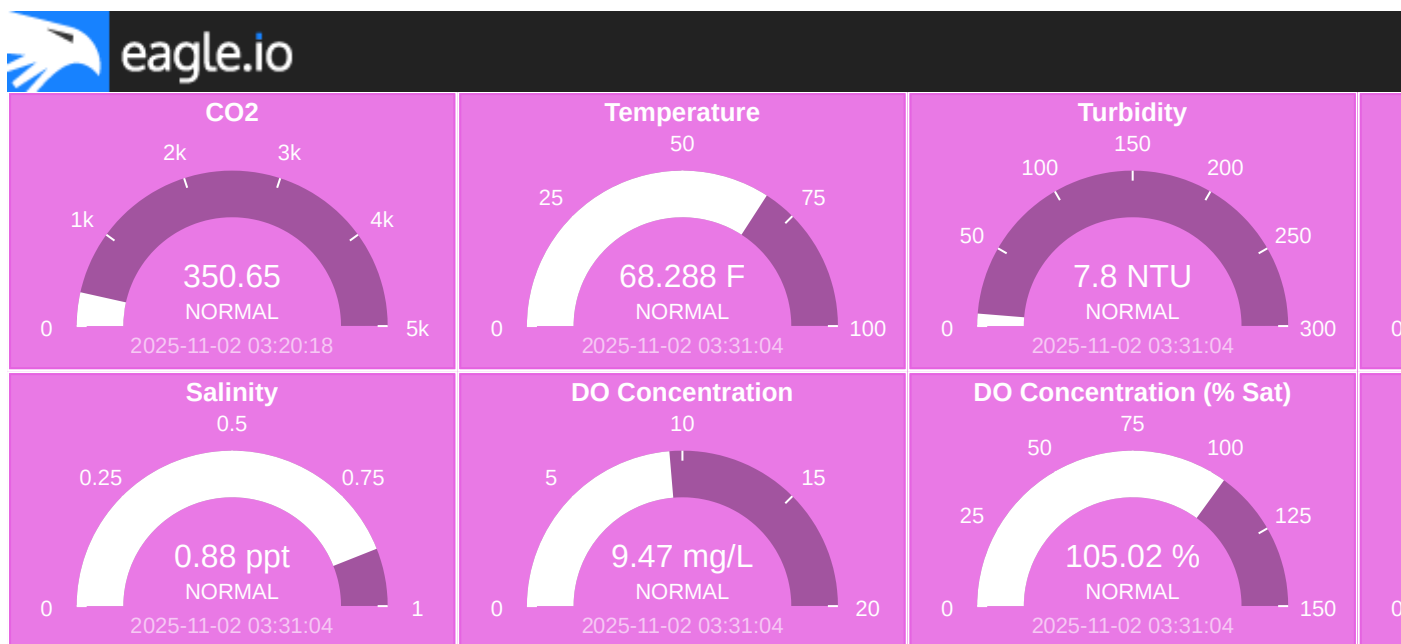 eagle.io
CO2
0
1k
2k
3k
4k
5k
350.65
NORMAL
2025-11-02 03:20:18
Temperature
0
25
50
75
100
68.288 F
NORMAL
2025-11-02 03:31:04
Turbidity
0
50
100
150
200
250
300
7.8 NTU
NORMAL
2025-11-02 03:31:04
0
Salinity
0
0.25
0.5
0.75
1
0.88 ppt
NORMAL
2025-11-02 03:31:04
DO Concentration
0
5
10
15
20
9.47 mg/L
NORMAL
2025-11-02 03:31:04
DO Concentration (% Sat)
0
25
50
75
100
125
150
105.02 %
NORMAL
2025-11-02 03:31:04
0